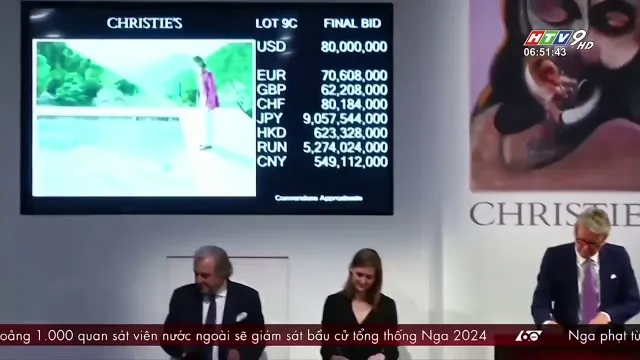 CHRISTIE'S
LOT 9C FINAL BID
USD 80,000,000
EUR 70,608,000
GBP 62,208,000
CHF 80,184,000
JPY 9,057,544,000
HKD 623,328,000
RUN 5,274,024,000
CNY 549,112,000
Conversions Approximate
HTV9 HD
06:51:43
CHRISTIE
oảng 1.000 quan sát viên nước ngoài sẽ giám sát bầu cử tổng thống Nga 2024
Nga phạt tù